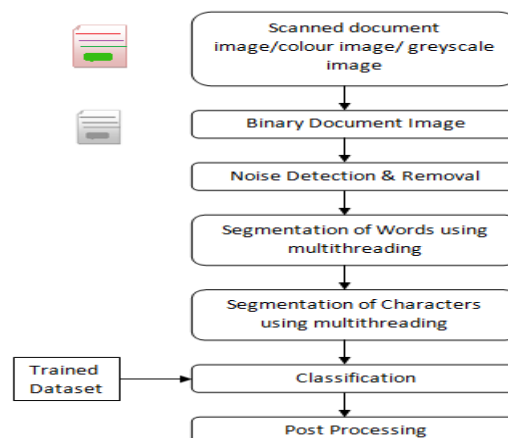 Scanned document
image/colour image/ greyscale
image
Binary Document Image
Noise Detection & Removal
Segmentation of Words using
multithreading
Segmentation of Characters
using multithreading
Trained
Dataset
Classification
Post Processing